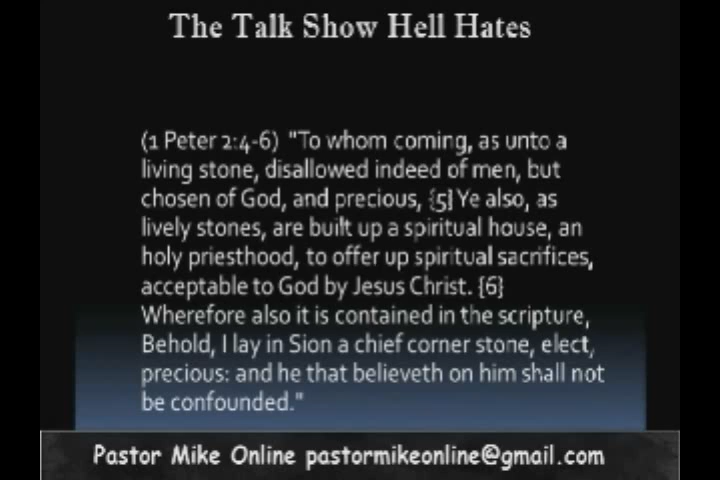 The Talk Show Hell Hates
(1 Peter 2:4-6) "To whom coming, as unto a
living stone, disallowed indeed of men, but
chosen of God, and precious, {5} Ye also, as
lively stones, are built up a spiritual house, an
holy priesthood, to offer up spiritual sacrifices,
acceptable to God by Jesus Christ. {6}
Wherefore also it is contained in the scripture,
Behold, I lay in Sion a chief corner stone, elect,
precious: and he that believeth on him shall not
be confounded."
Pastor Mike Online pastormikeonline@gmail.com